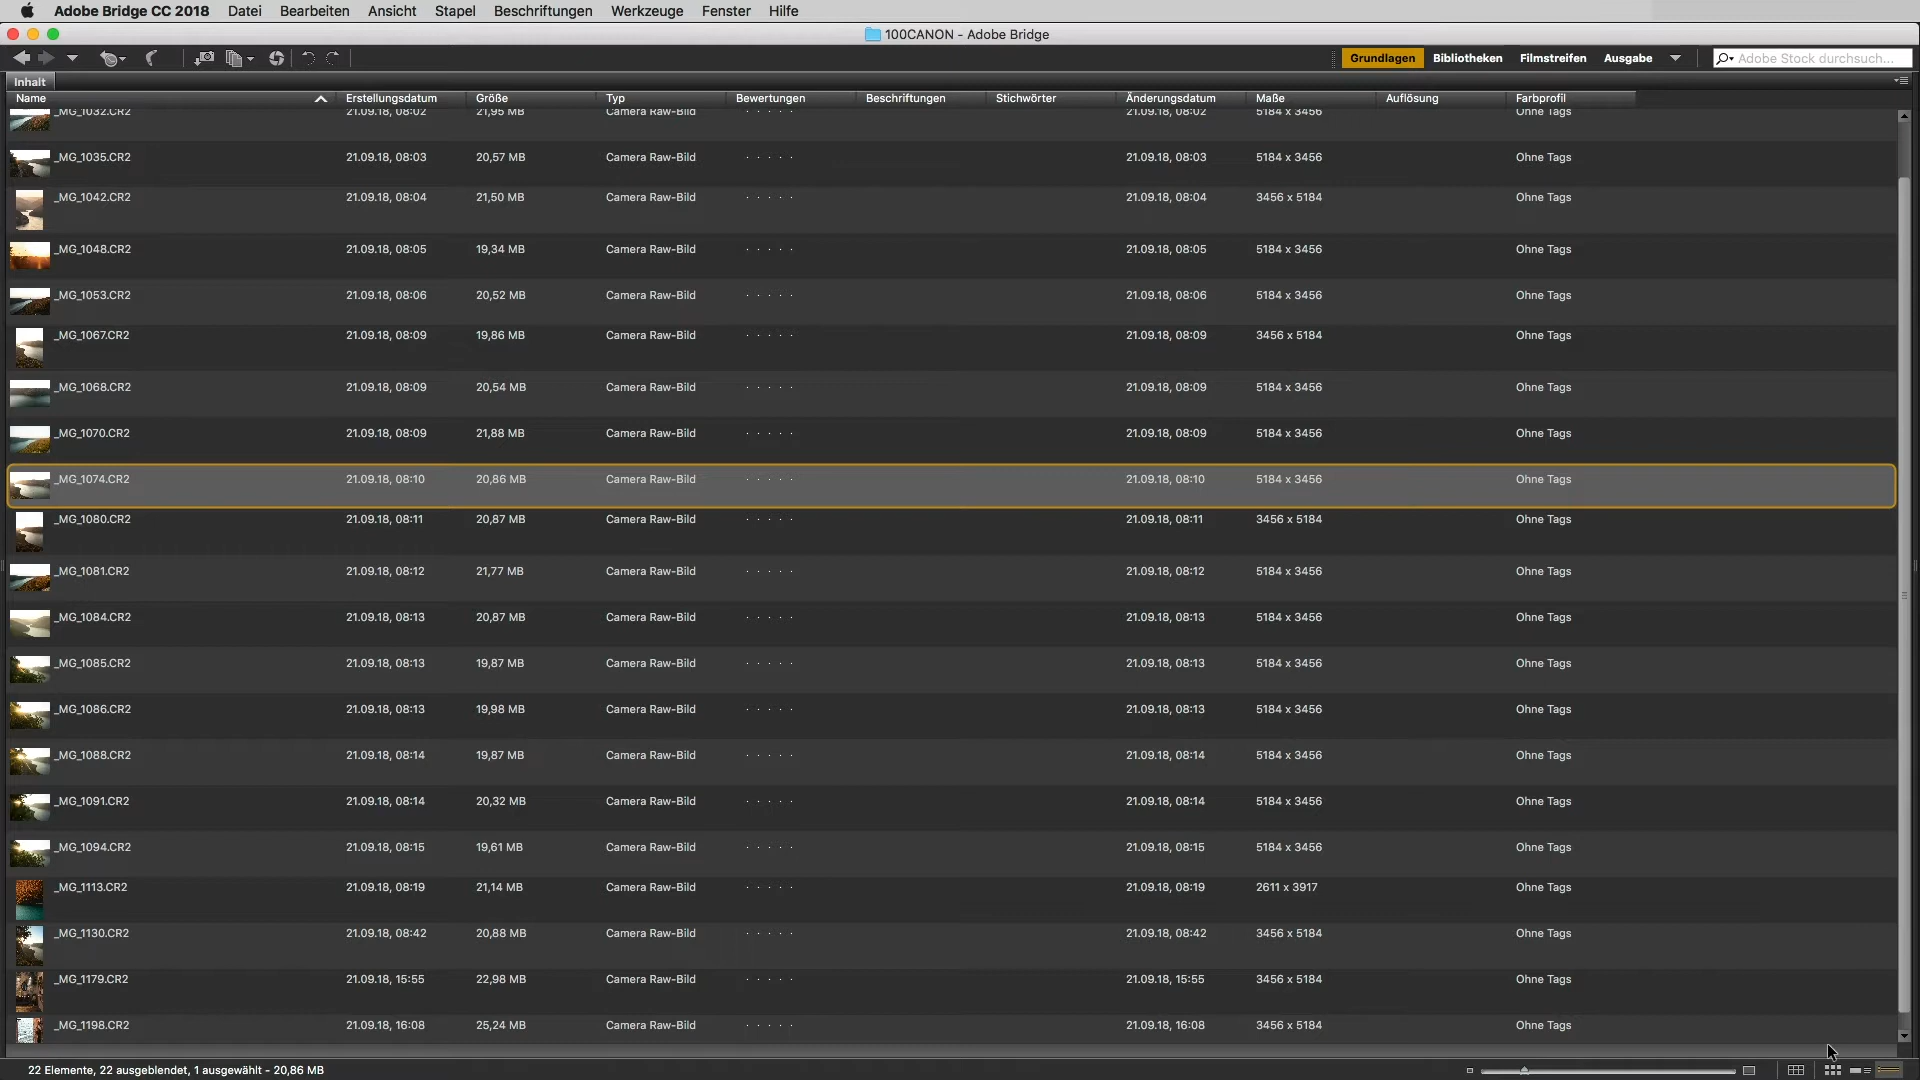 Adobe Bridge CC 2018 Datei Bearbeiten Ansicht Stapel Beschriftungen Werkzeuge Fenster Hilfe
100CANON - Adobe Bridge
Grundlagen Bibliotheken Filmstreifen Ausgabe Adobe Stock durchsuch...
Inhalt
Name Erstellungsdatum Größe Typ Bewertungen Beschriftungen Stichwörter Änderungsdatum Maße Auflösung Farbprofil
_MG_1032.CR2 21.09.18, 08:02 21,95 MB Camera Raw-Bild 21.09.18, 08:02 5184 x 3456 Ohne Tags
_MG_1035.CR2 21.09.18, 08:03 20,57 MB Camera Raw-Bild 21.09.18, 08:03 5184 x 3456 Ohne Tags
_MG_1042.CR2 21.09.18, 08:04 21,50 MB Camera Raw-Bild 21.09.18, 08:04 3456 x 5184 Ohne Tags
_MG_1048.CR2 21.09.18, 08:05 19,34 MB Camera Raw-Bild 21.09.18, 08:05 5184 x 3456 Ohne Tags
_MG_1053.CR2 21.09.18, 08:06 20,52 MB Camera Raw-Bild 21.09.18, 08:06 5184 x 3456 Ohne Tags
_MG_1067.CR2 21.09.18, 08:09 19,86 MB Camera Raw-Bild 21.09.18, 08:09 3456 x 5184 Ohne Tags
_MG_1068.CR2 21.09.18, 08:09 20,54 MB Camera Raw-Bild 21.09.18, 08:09 5184 x 3456 Ohne Tags
_MG_1070.CR2 21.09.18, 08:09 21,88 MB Camera Raw-Bild 21.09.18, 08:09 5184 x 3456 Ohne Tags
_MG_1074.CR2 21.09.18, 08:10 20,86 MB Camera Raw-Bild 21.09.18, 08:10 5184 x 3456 Ohne Tags
_MG_1080.CR2 21.09.18, 08:11 20,87 MB Camera Raw-Bild 21.09.18, 08:11 3456 x 5184 Ohne Tags
_MG_1081.CR2 21.09.18, 08:12 21,77 MB Camera Raw-Bild 21.09.18, 08:12 5184 x 3456 Ohne Tags
_MG_1084.CR2 21.09.18, 08:13 20,87 MB Camera Raw-Bild 21.09.18, 08:13 5184 x 3456 Ohne Tags
_MG_1085.CR2 21.09.18, 08:13 19,87 MB Camera Raw-Bild 21.09.18, 08:13 5184 x 3456 Ohne Tags
_MG_1086.CR2 21.09.18, 08:13 19,98 MB Camera Raw-Bild 21.09.18, 08:13 5184 x 3456 Ohne Tags
_MG_1088.CR2 21.09.18, 08:14 19,87 MB Camera Raw-Bild 21.09.18, 08:14 5184 x 3456 Ohne Tags
_MG_1091.CR2 21.09.18, 08:14 20,32 MB Camera Raw-Bild 21.09.18, 08:14 5184 x 3456 Ohne Tags
_MG_1094.CR2 21.09.18, 08:15 19,61 MB Camera Raw-Bild 21.09.18, 08:15 5184 x 3456 Ohne Tags
_MG_1113.CR2 21.09.18, 08:19 21,14 MB Camera Raw-Bild 21.09.18, 08:19 2611 x 3917 Ohne Tags
_MG_1130.CR2 21.09.18, 08:42 20,88 MB Camera Raw-Bild 21.09.18, 08:42 3456 x 5184 Ohne Tags
_MG_1179.CR2 21.09.18, 15:55 22,98 MB Camera Raw-Bild 21.09.18, 15:55 3456 x 5184 Ohne Tags
_MG_1198.CR2 21.09.18, 16:08 25,24 MB Camera Raw-Bild 21.09.18, 16:08 3456 x 5184 Ohne Tags
22 Elemente, 22 ausgeblendet, 1 ausgewählt - 20,86 MB